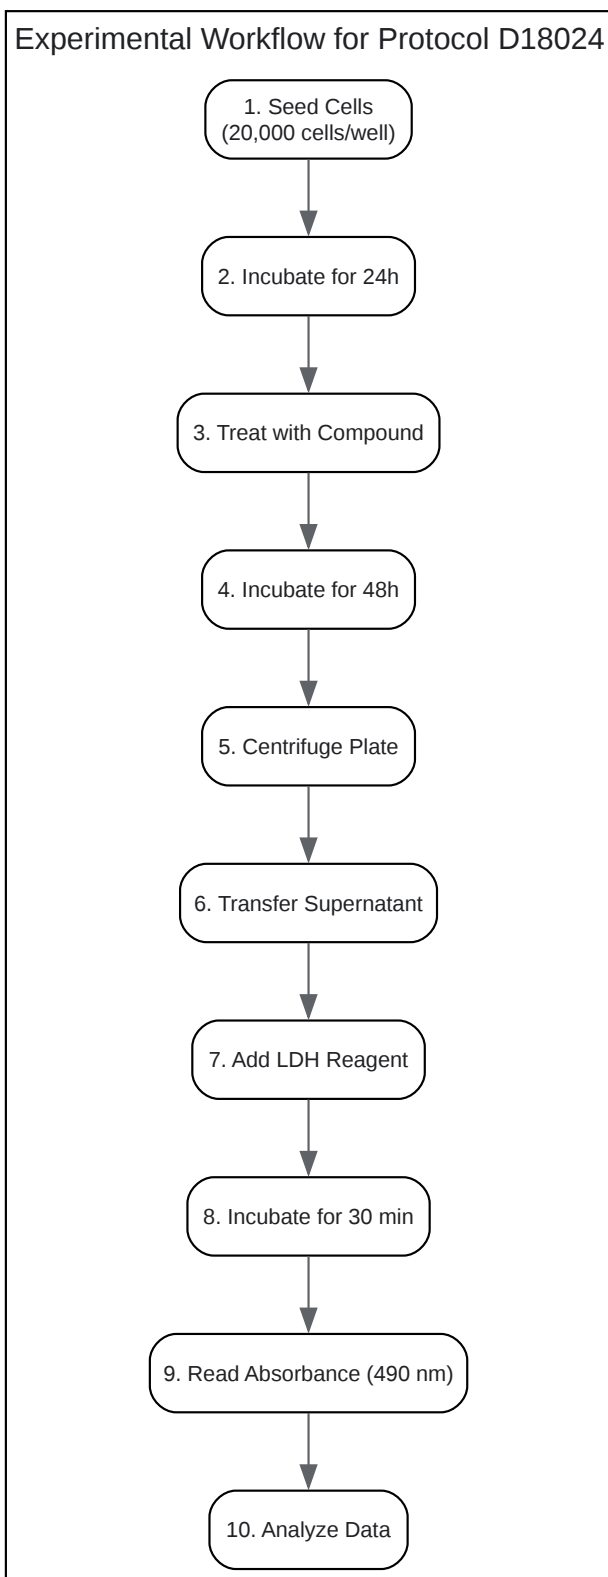 Experimental Workflow for Protocol D18024
1. Seed Cells
(20,000 cells/well)
2. Incubate for 24h
3. Treat with Compound
4. Incubate for 48h
5. Centrifuge Plate
6. Transfer Supernatant
7. Add LDH Reagent
8. Incubate for 30 min
9. Read Absorbance (490 nm)
10. Analyze Data